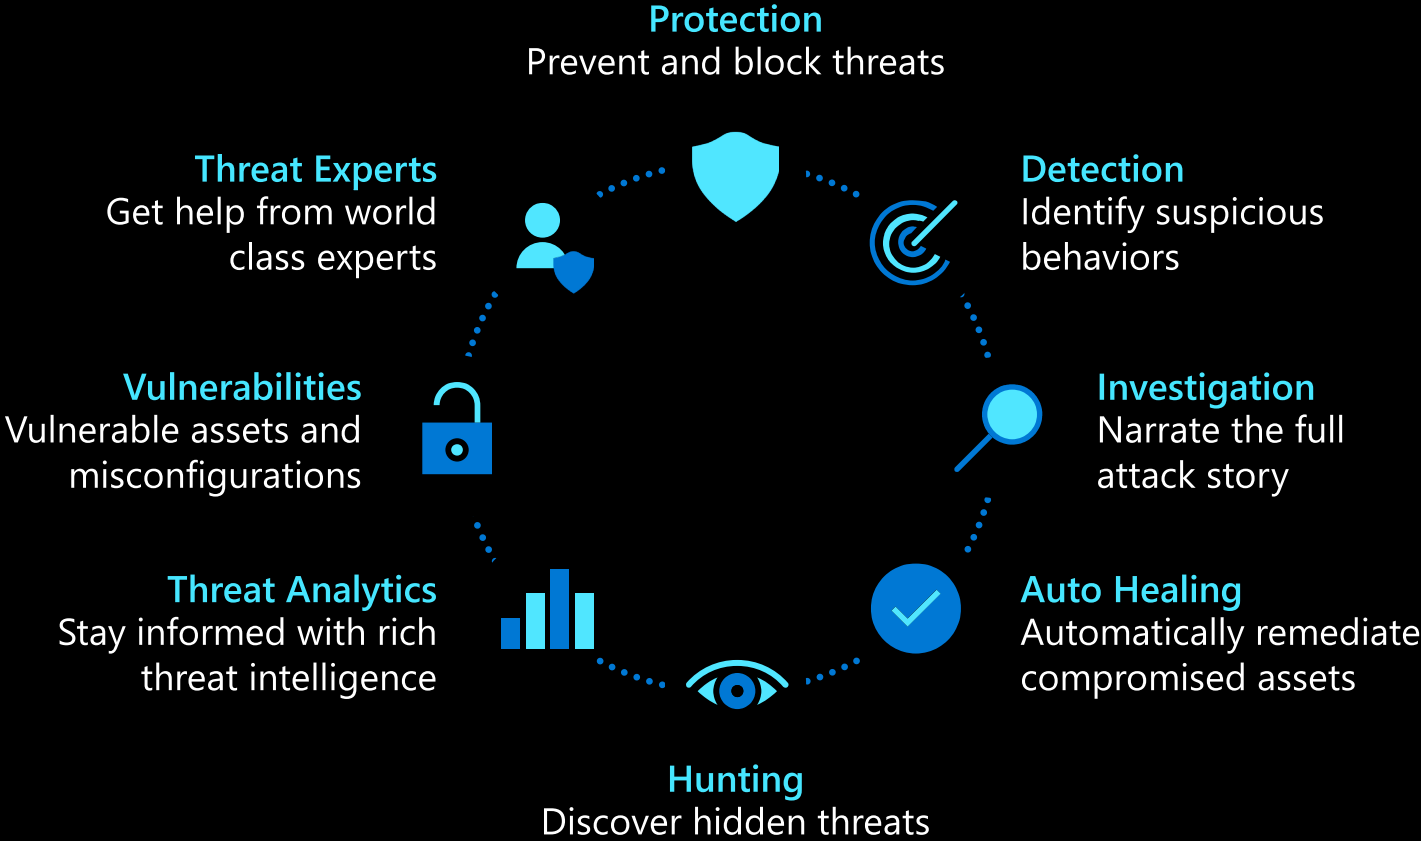 Protection
Prevent and block threats
Detection
Identify suspicious
behaviors
Investigation
Narrate the full
attack story
Auto Healing
Automatically remediate
compromised assets
Hunting
Discover hidden threats
Threat Analytics
Stay informed with rich
threat intelligence
Vulnerabilities
Vulnerable assets and
misconfigurations
Threat Experts
Get help from world
class experts